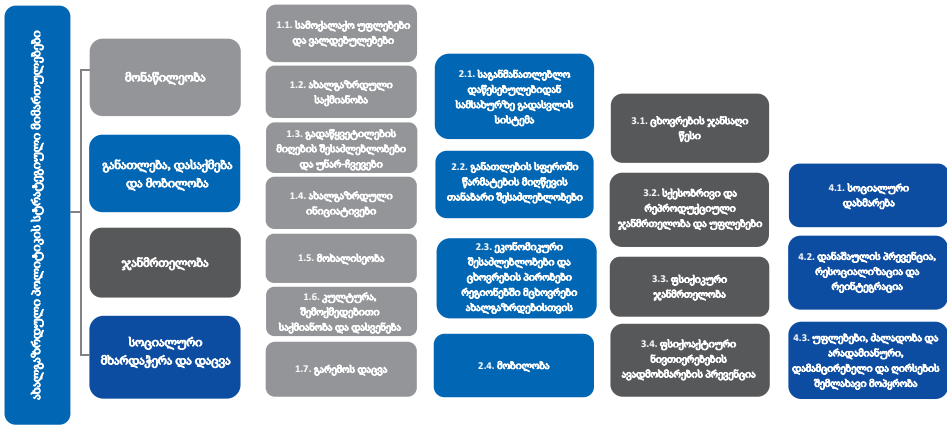 ახალგაზრდული პოლიტიკის სტრატეგიული მიმართულებები
მონაწილეობა
განათლება, დასაქმება
და მობილობა
ჯანმრთელობა
სოციალური
მხარდაჭერა და დაცვა
1.1. სამოქალაქო უფლებები
და ვალდებულებები
1.2. ახალგაზრდული
საქმიანობა
1.3. გადაწყვეტილების
მიღების შესაძლებლობები
და უნარ-ჩვევები
1.4. ახალგაზრდული
ინიციატივები
1.5. მოხალისეობა
1.6. კულტურა,
შემოქმედებითი
საქმიანობა და დასვენება
1.7. გარემოს დაცვა
2.1. საგანმანათლებლო
დაწესებულებიდან
სამსახურზე გადასვლის
სისტემა
2.2. განათლების სფეროში
წარმატების მიღწევის
თანაბარი შესაძლებლობები
2.3. ეკონომიკური
შესაძლებლობები და
ცხოვრების პირობები
რეგიონებში მცხოვრები
ახალგაზრდებისთვის
2.4. მობილობა
3.1. ცხოვრების ჯანსაღი
წესი
3.2. სქესობრივი და
რეპროდუქციული
ჯანმრთელობა და უფლებები
3.3. ფსიქიკური
ჯანმრთელობა
3.4. ფსიქოაქტიური
ნივთიერებების
ავადმოხმარების პრევენცია
4.1. სოციალური
დახმარება
4.2. დანაშაულის პრევენცია,
რესოციალიზაცია და
რეინტეგრაცია
4.3. უფლებები, ძალადობა და
არადამიანური,
დამამცირებელი და ღირსების
შემლახავი მოპყრობა